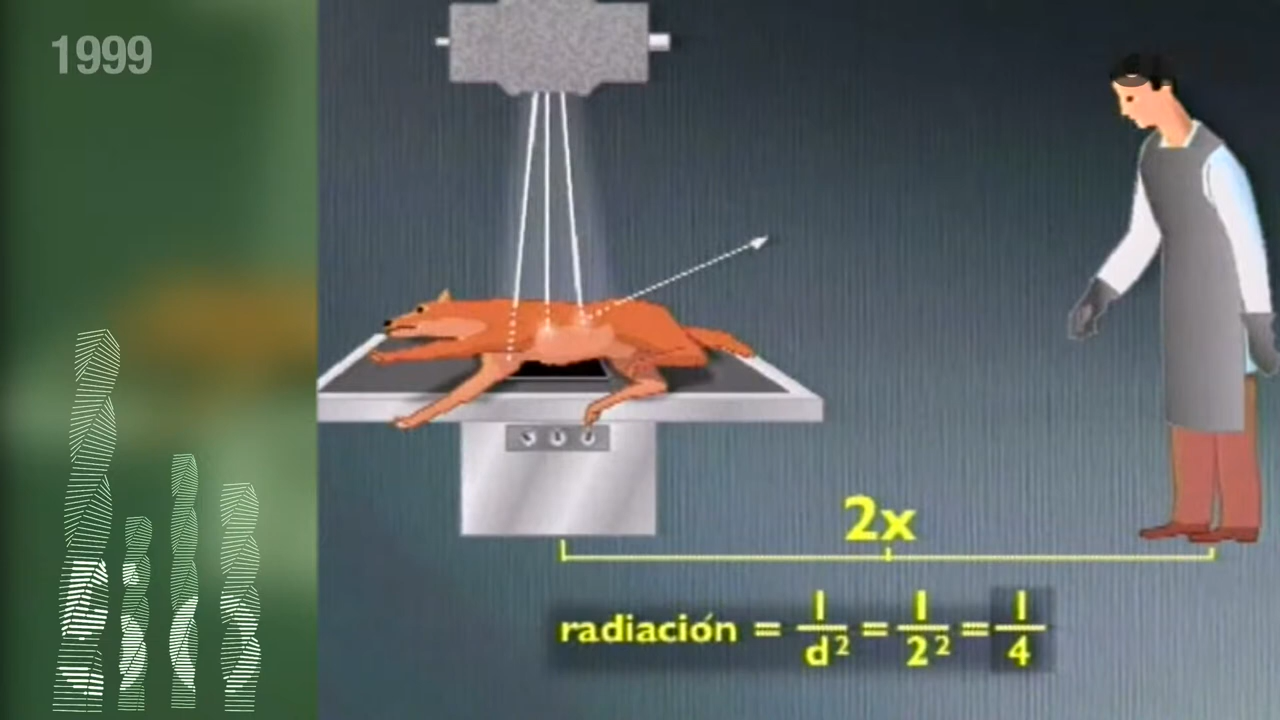 1999
2x
radiación = 1/d² = 1/2² = 1/4